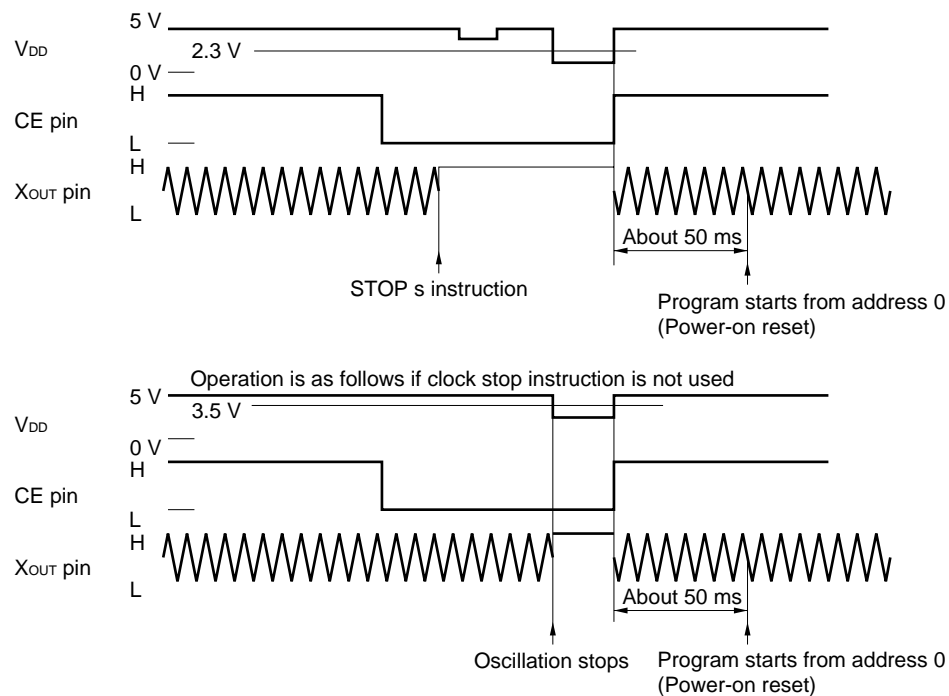 5 V
VDD
2.3 V
0 V
H
CE pin
L
H
XOUT pin
L
About 50 ms
STOP s instruction
Program starts from address 0
(Power-on reset)
Operation is as follows if clock stop instruction is not used
5 V
3.5 V
VDD
0 V
H
CE pin
L
H
XOUT pin
L
About 50 ms
Oscillation stops
Program starts from address 0
(Power-on reset)